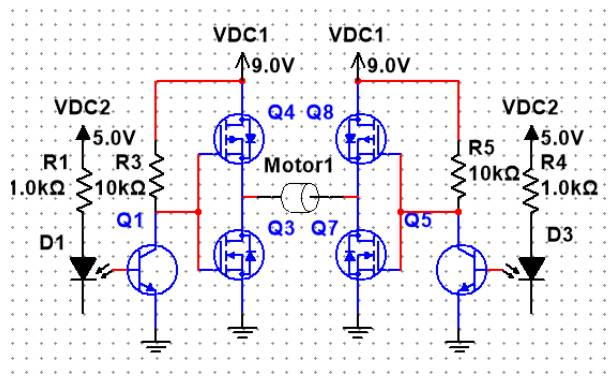 VDC1 VDC1
9.0V 9.0V
Q4 Q8
VDC2 VDC2
5.0V 5.0V
R1 R3 R5 R4
1.0kΩ 10kΩ Motor1 10kΩ 1.0kΩ
Q1 Q3 Q7 Q5
D1 D3